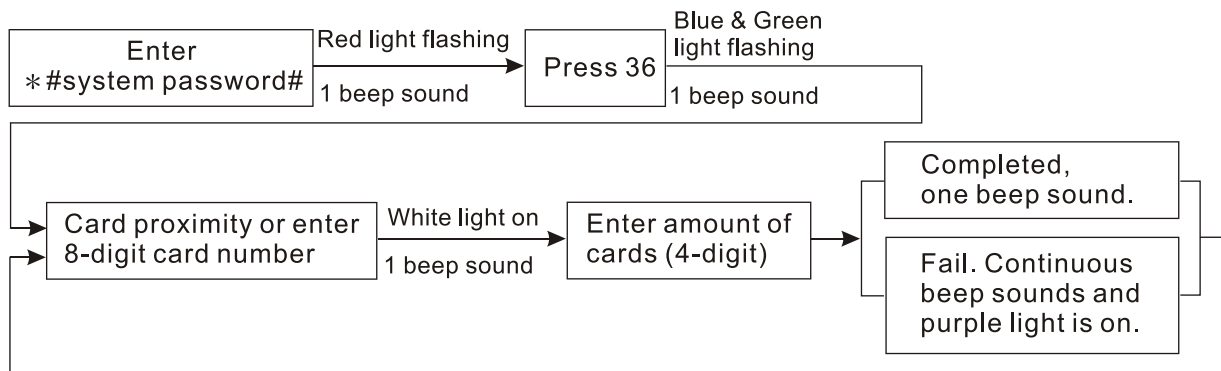 Enter
*#system password#
Red light flashing
1 beep sound
Press 36
Blue & Green
light flashing
1 beep sound
Card proximity or enter
8-digit card number
White light on
1 beep sound
Enter amount of
cards (4-digit)
Completed,
one beep sound.
Fail. Continuous
beep sounds and
purple light is on.